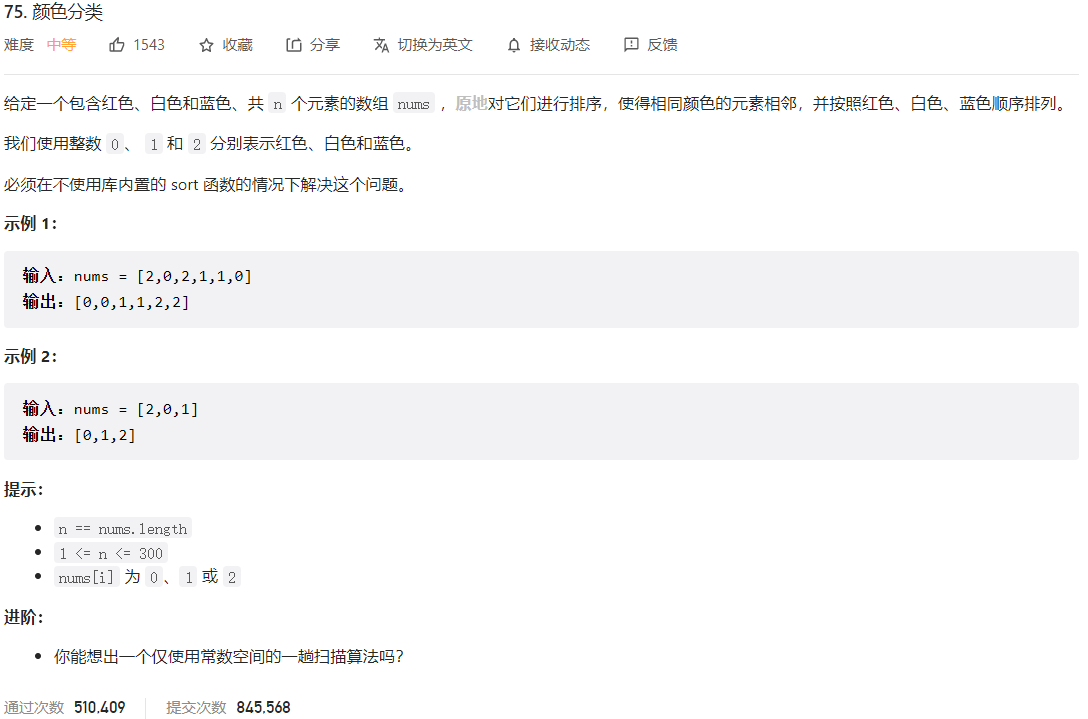 75. 颜色分类
难度 中等 1543 收藏 分享 切换为英文 接收动态 反馈
给定一个包含红色、白色和蓝色、共 n 个元素的数组 nums ，原地对它们进行排序，使得相同颜色的元素相邻，并按照红色、白色、蓝色顺序排列。
我们使用整数 0、 1 和 2 分别表示红色、白色和蓝色。
必须在不使用库内置的 sort 函数的情况下解决这个问题。
示例 1：
输入：nums = [2,0,2,1,1,0]
输出：[0,0,1,1,2,2]
示例 2：
输入：nums = [2,0,1]
输出：[0,1,2]
提示：
n == nums.length
1 <= n <= 300
nums[i] 为 0、1 或 2
进阶：
你能想出一个仅使用常数空间的一趟扫描算法吗？
通过次数 510,409 提交次数 845,568